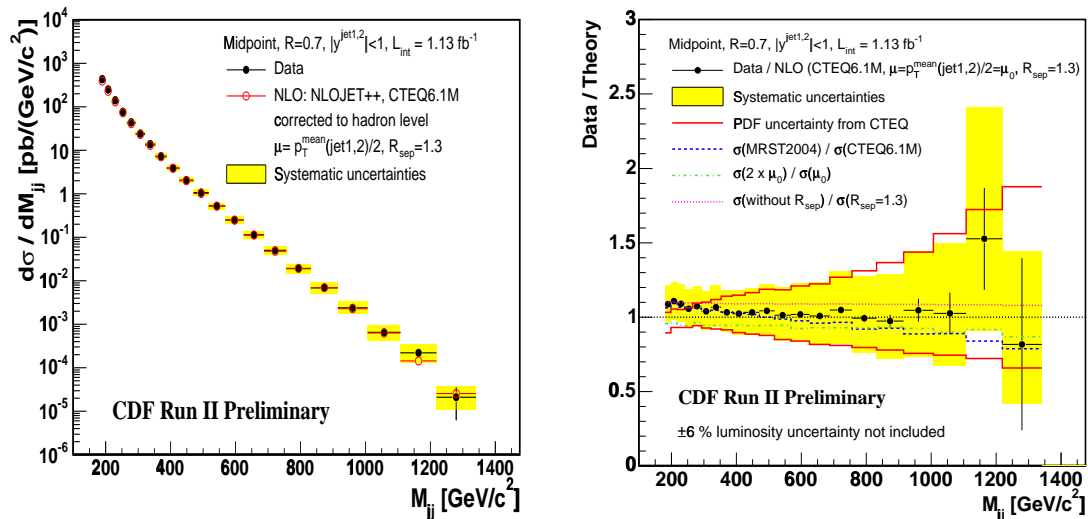 dσ / dM_jj [pb/(GeV/c²)]
10⁴
10³
10²
10
1
10⁻¹
10⁻²
10⁻³
10⁻⁴
10⁻⁵
10⁻⁶
Midpoint, R=0.7, |y^jet1,2|<1, L_int = 1.13 fb⁻¹
Data
NLO: NLOJET++, CTEQ6.1M
corrected to hadron level
μ= p_T^mean(jet1,2)/2, R_sep=1.3
Systematic uncertainties
CDF Run II Preliminary
200 400 600 800 1000 1200 1400
M_jj [GeV/c²]
Data / Theory
3
2.5
2
1.5
1
0.5
0
Midpoint, R=0.7, |y^jet1,2|<1, L_int = 1.13 fb⁻¹
Data / NLO (CTEQ6.1M, μ=p_T^mean(jet1,2)/2=μ₀, R_sep=1.3)
Systematic uncertainties
PDF uncertainty from CTEQ
σ(MRST2004) / σ(CTEQ6.1M)
σ(2 x μ₀) / σ(μ₀)
σ(without R_sep) / σ(R_sep=1.3)
CDF Run II Preliminary
±6 % luminosity uncertainty not included
200 400 600 800 1000 1200 1400
M_jj [GeV/c²]